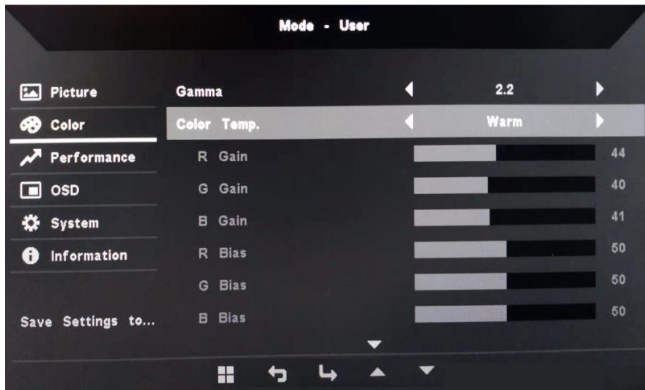 Mode - User
Picture
Color
Performance
OSD
System
Information
Save Settings to...
Gamma 2.2
Color Temp. Warm
R Gain 44
G Gain 40
B Gain 41
R Bias 50
G Bias 50
B Bias 50